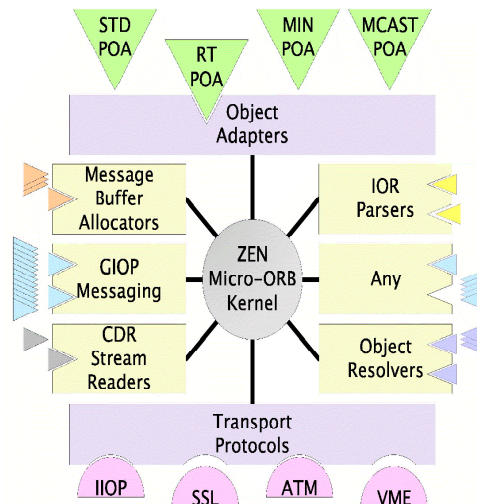 STD
POA
RT
POA
MIN
POA
MCAST
POA
Object
Adapters
Message
Buffer
Allocators
IOR
Parsers
ZEN
Micro-ORB
Kernel
GIOP
Messaging
Any
CDR
Stream
Readers
Object
Resolvers
Transport
Protocols
IIOP
SSL
ATM
VME